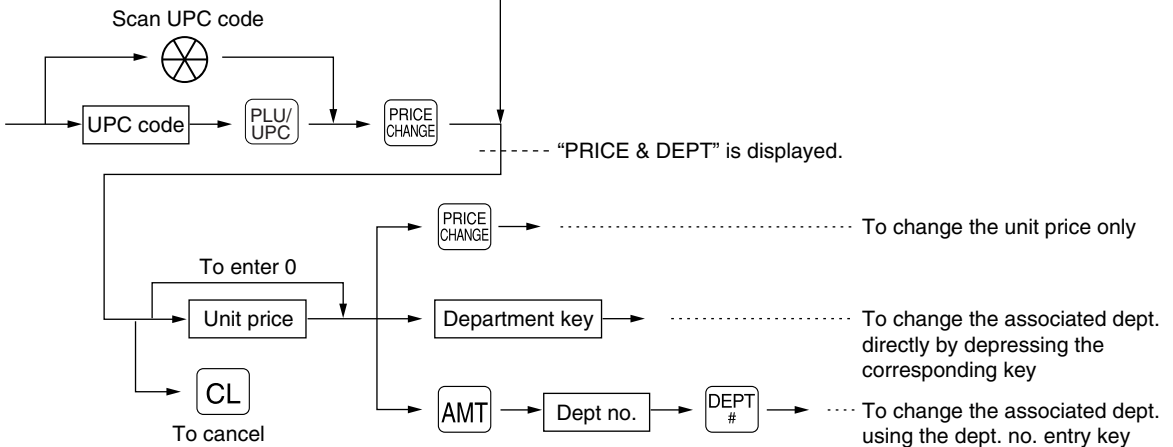 Scan UPC code
UPC code
PLU/
UPC
PRICE
CHANGE
“PRICE & DEPT” is displayed.
PRICE
CHANGE
To change the unit price only
To enter 0
Unit price
Department key
To change the associated dept.
directly by depressing the
corresponding key
CL
To cancel
AMT
Dept no.
DEPT
#
To change the associated dept.
using the dept. no. entry key